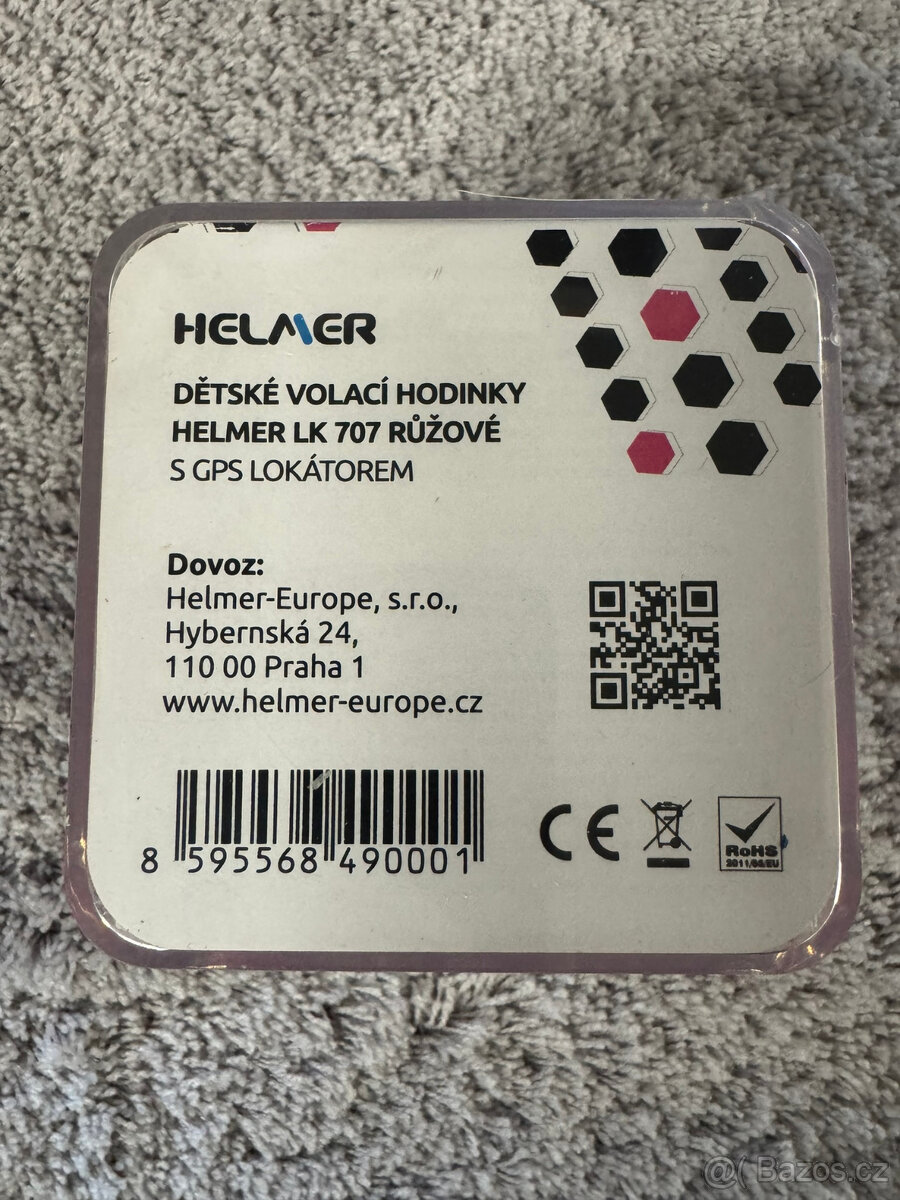 HELMER
DĚTSKÉ VOLACÍ HODINKY
HELMER LK 707 RŮŽOVÉ
S GPS LOKÁTOREM
Dovoz:
Helmer-Europe, s.r.o.,
Hybernská 24,
110 00 Praha 1
www.helmer-europe.cz
8 595568 490001
CE
RoHS
2011/65/EU
@ Bazos.cz